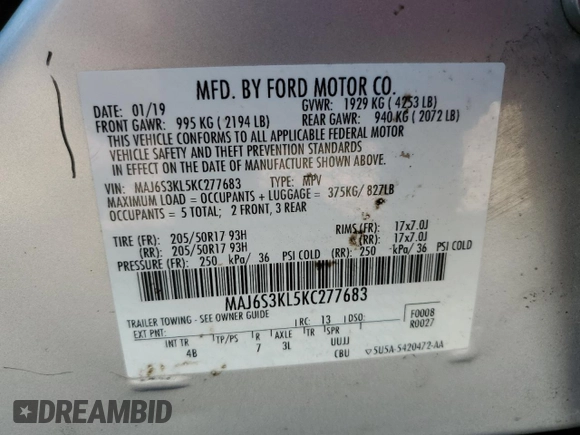 MFD. BY FORD MOTOR CO.
DATE: 01/19 GVWR: 1929 KG ( 4253 LB)
FRONT GAWR: 995 KG ( 2194 LB) REAR GAWR: 940 KG ( 2072 LB)
THIS VEHICLE CONFORMS TO ALL APPLICABLE FEDERAL MOTOR
VEHICLE SAFETY AND THEFT PREVENTION STANDARDS
IN EFFECT ON THE DATE OF MANUFACTURE SHOWN ABOVE.
VIN: MAJ6S3KL5KC277683 TYPE: MPV
MAXIMUM LOAD = OCCUPANTS + LUGGAGE = 375KG/ 827LB
OCCUPANTS = 5 TOTAL; 2 FRONT, 3 REAR
TIRE (FR): 205/50R17 93H RIMS (FR): 17x7.0J
(RR): 205/50R17 93H (RR): 17x7.0J
PRESSURE (FR): 250 kPa/ 36 PSI COLD (RR): 250 kPa/ 36 PSI COLD
MAJ6S3KL5KC277683
TRAILER TOWING - SEE OWNER GUIDE
EXT PNT: RC: 13 DSO: F0008
R0027
INT TR TP/PS R AXLE TR SPR
4B 7 3L UUJJ
CBU 5U5A-5420472-AA
DREAMBID